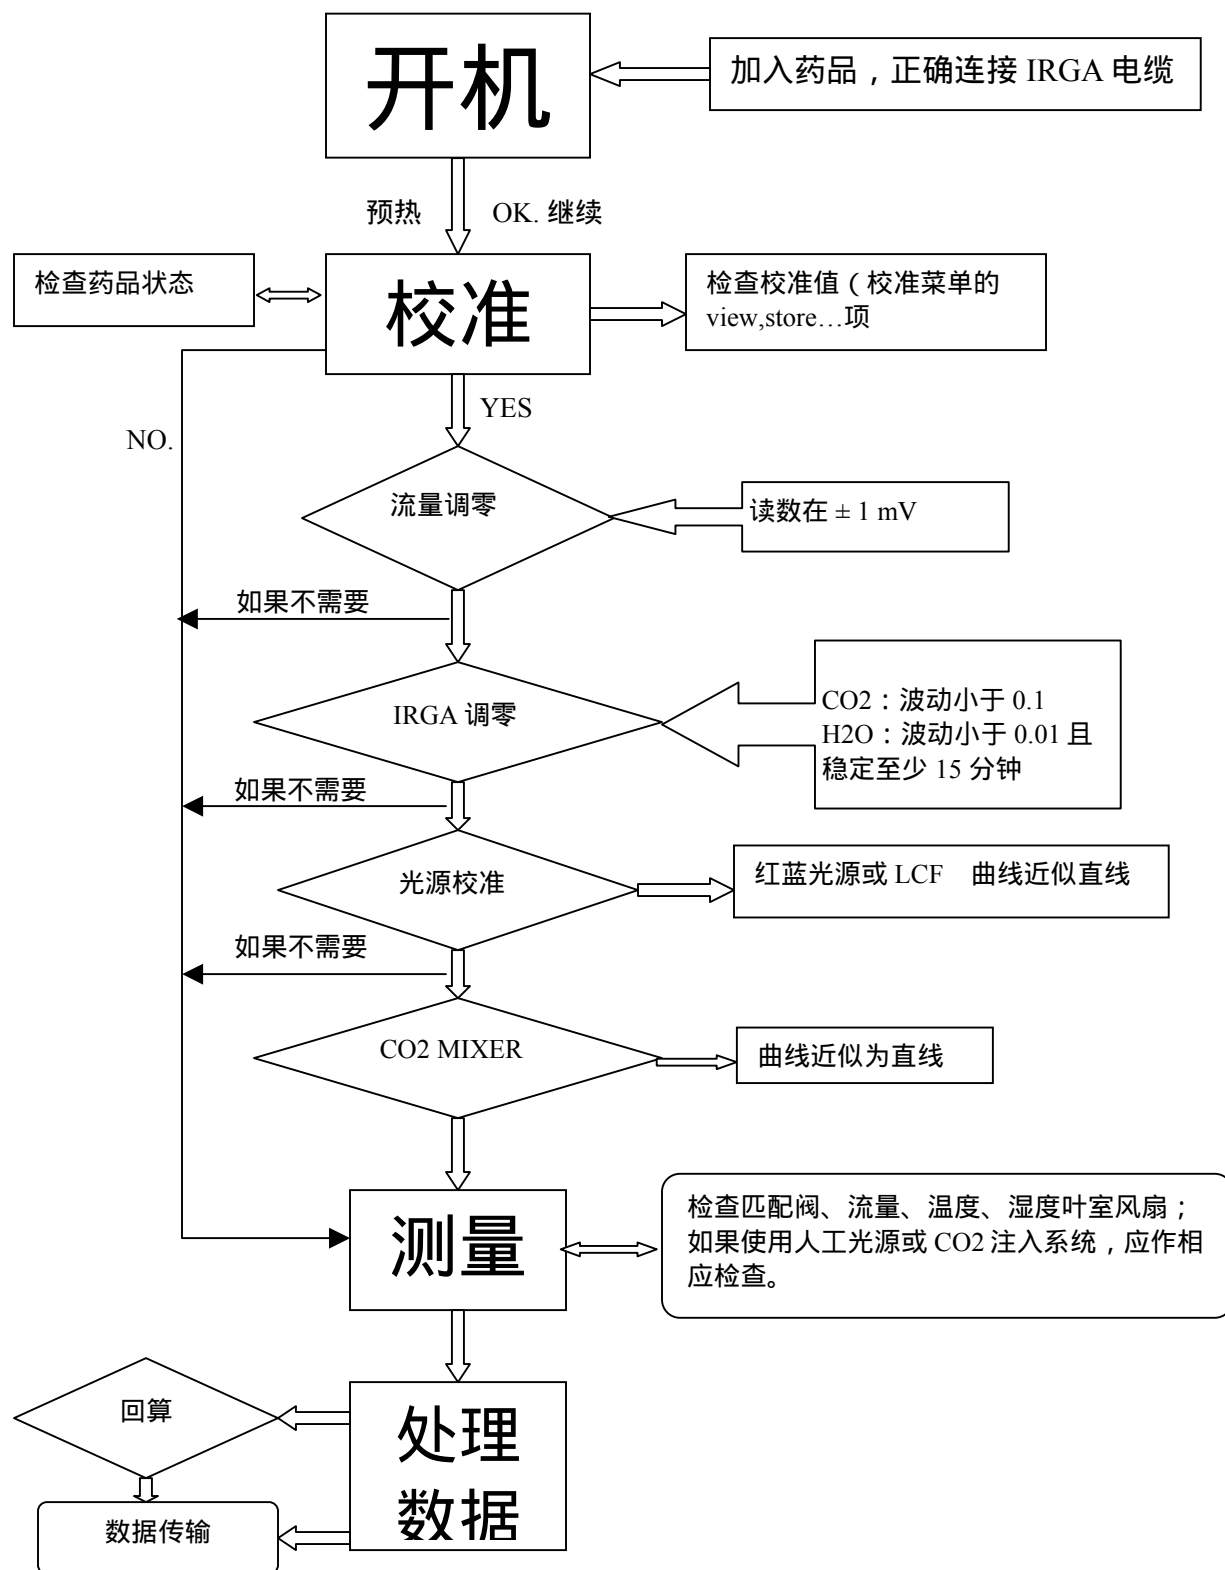 开机
加入药品，正确连接 IRGA 电缆
预热
OK. 继续
检查药品状态
校准
检查校准值（校准菜单的
view,store…项
YES
NO.
流量调零
读数在 ± 1 mV
如果不需要
IRGA 调零
CO2：波动小于 0.1
H2O：波动小于 0.01 且
稳定至少 15 分钟
如果不需要
光源校准
红蓝光源或 LCF 曲线近似直线
如果不需要
CO2 MIXER
曲线近似为直线
测量
检查匹配阀、流量、温度、湿度叶室风扇；
如果使用人工光源或 CO2 注入系统，应作相
应检查。
回算
处理
数据
数据传输